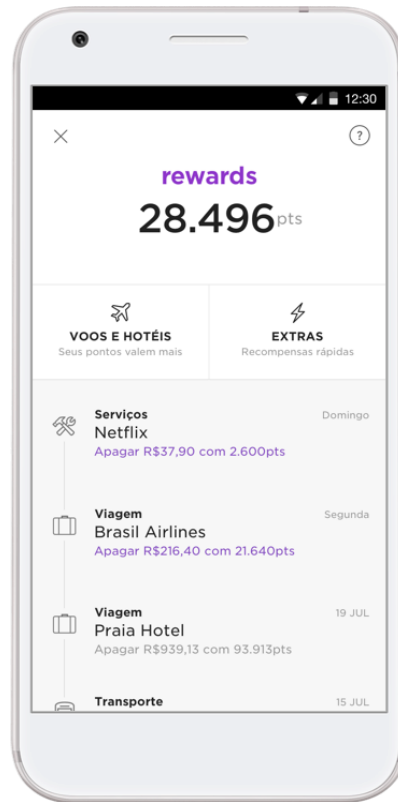 12:30
?
rewards
28.496 pts
VOOS E HOTÉIS
Seus pontos valem mais
EXTRAS
Recompensas rápidas
Serviços
Domingo
Netflix
Apagar R$37,90 com 2.600pts
Viagem
Segunda
Brasil Airlines
Apagar R$216,40 com 21.640pts
Viagem
19 JUL
Praia Hotel
Apagar R$939,13 com 93.913pts
Transporte
15 JUL